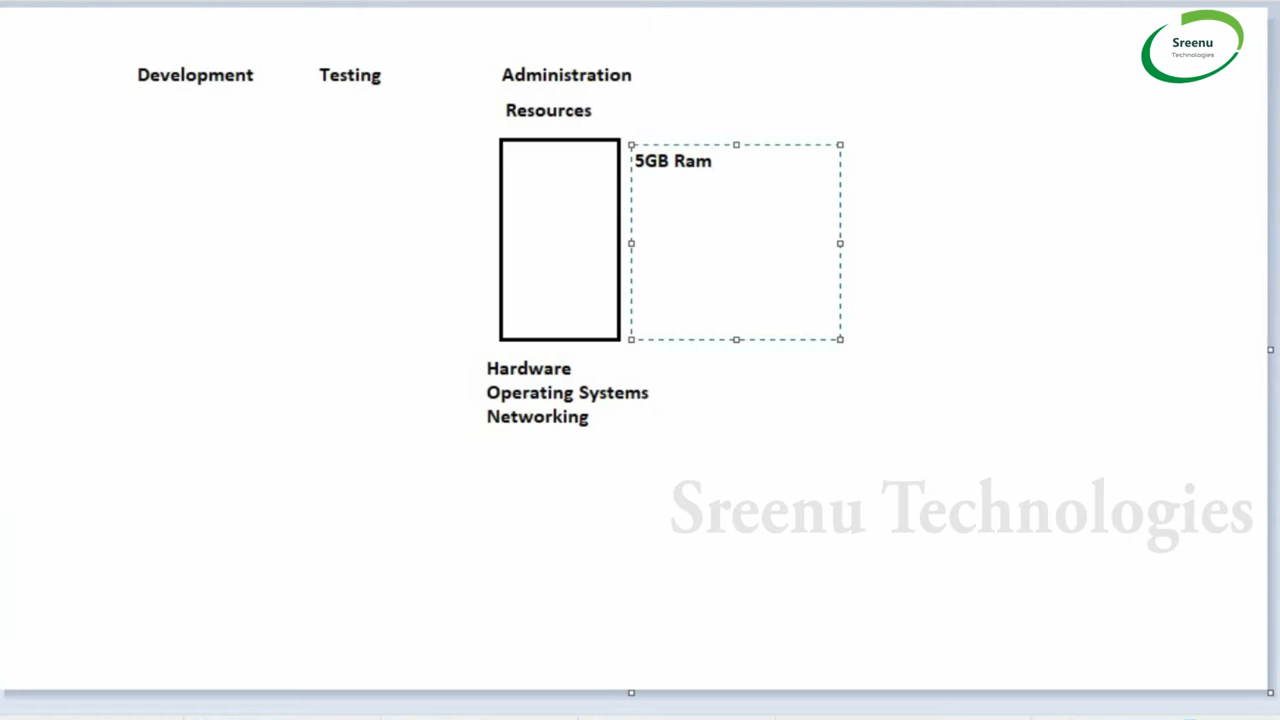 Sreenu
Technologies
Development Testing Administration
Resources
5GB Ram
Hardware
Operating Systems
Networking
Sreenu Technologies